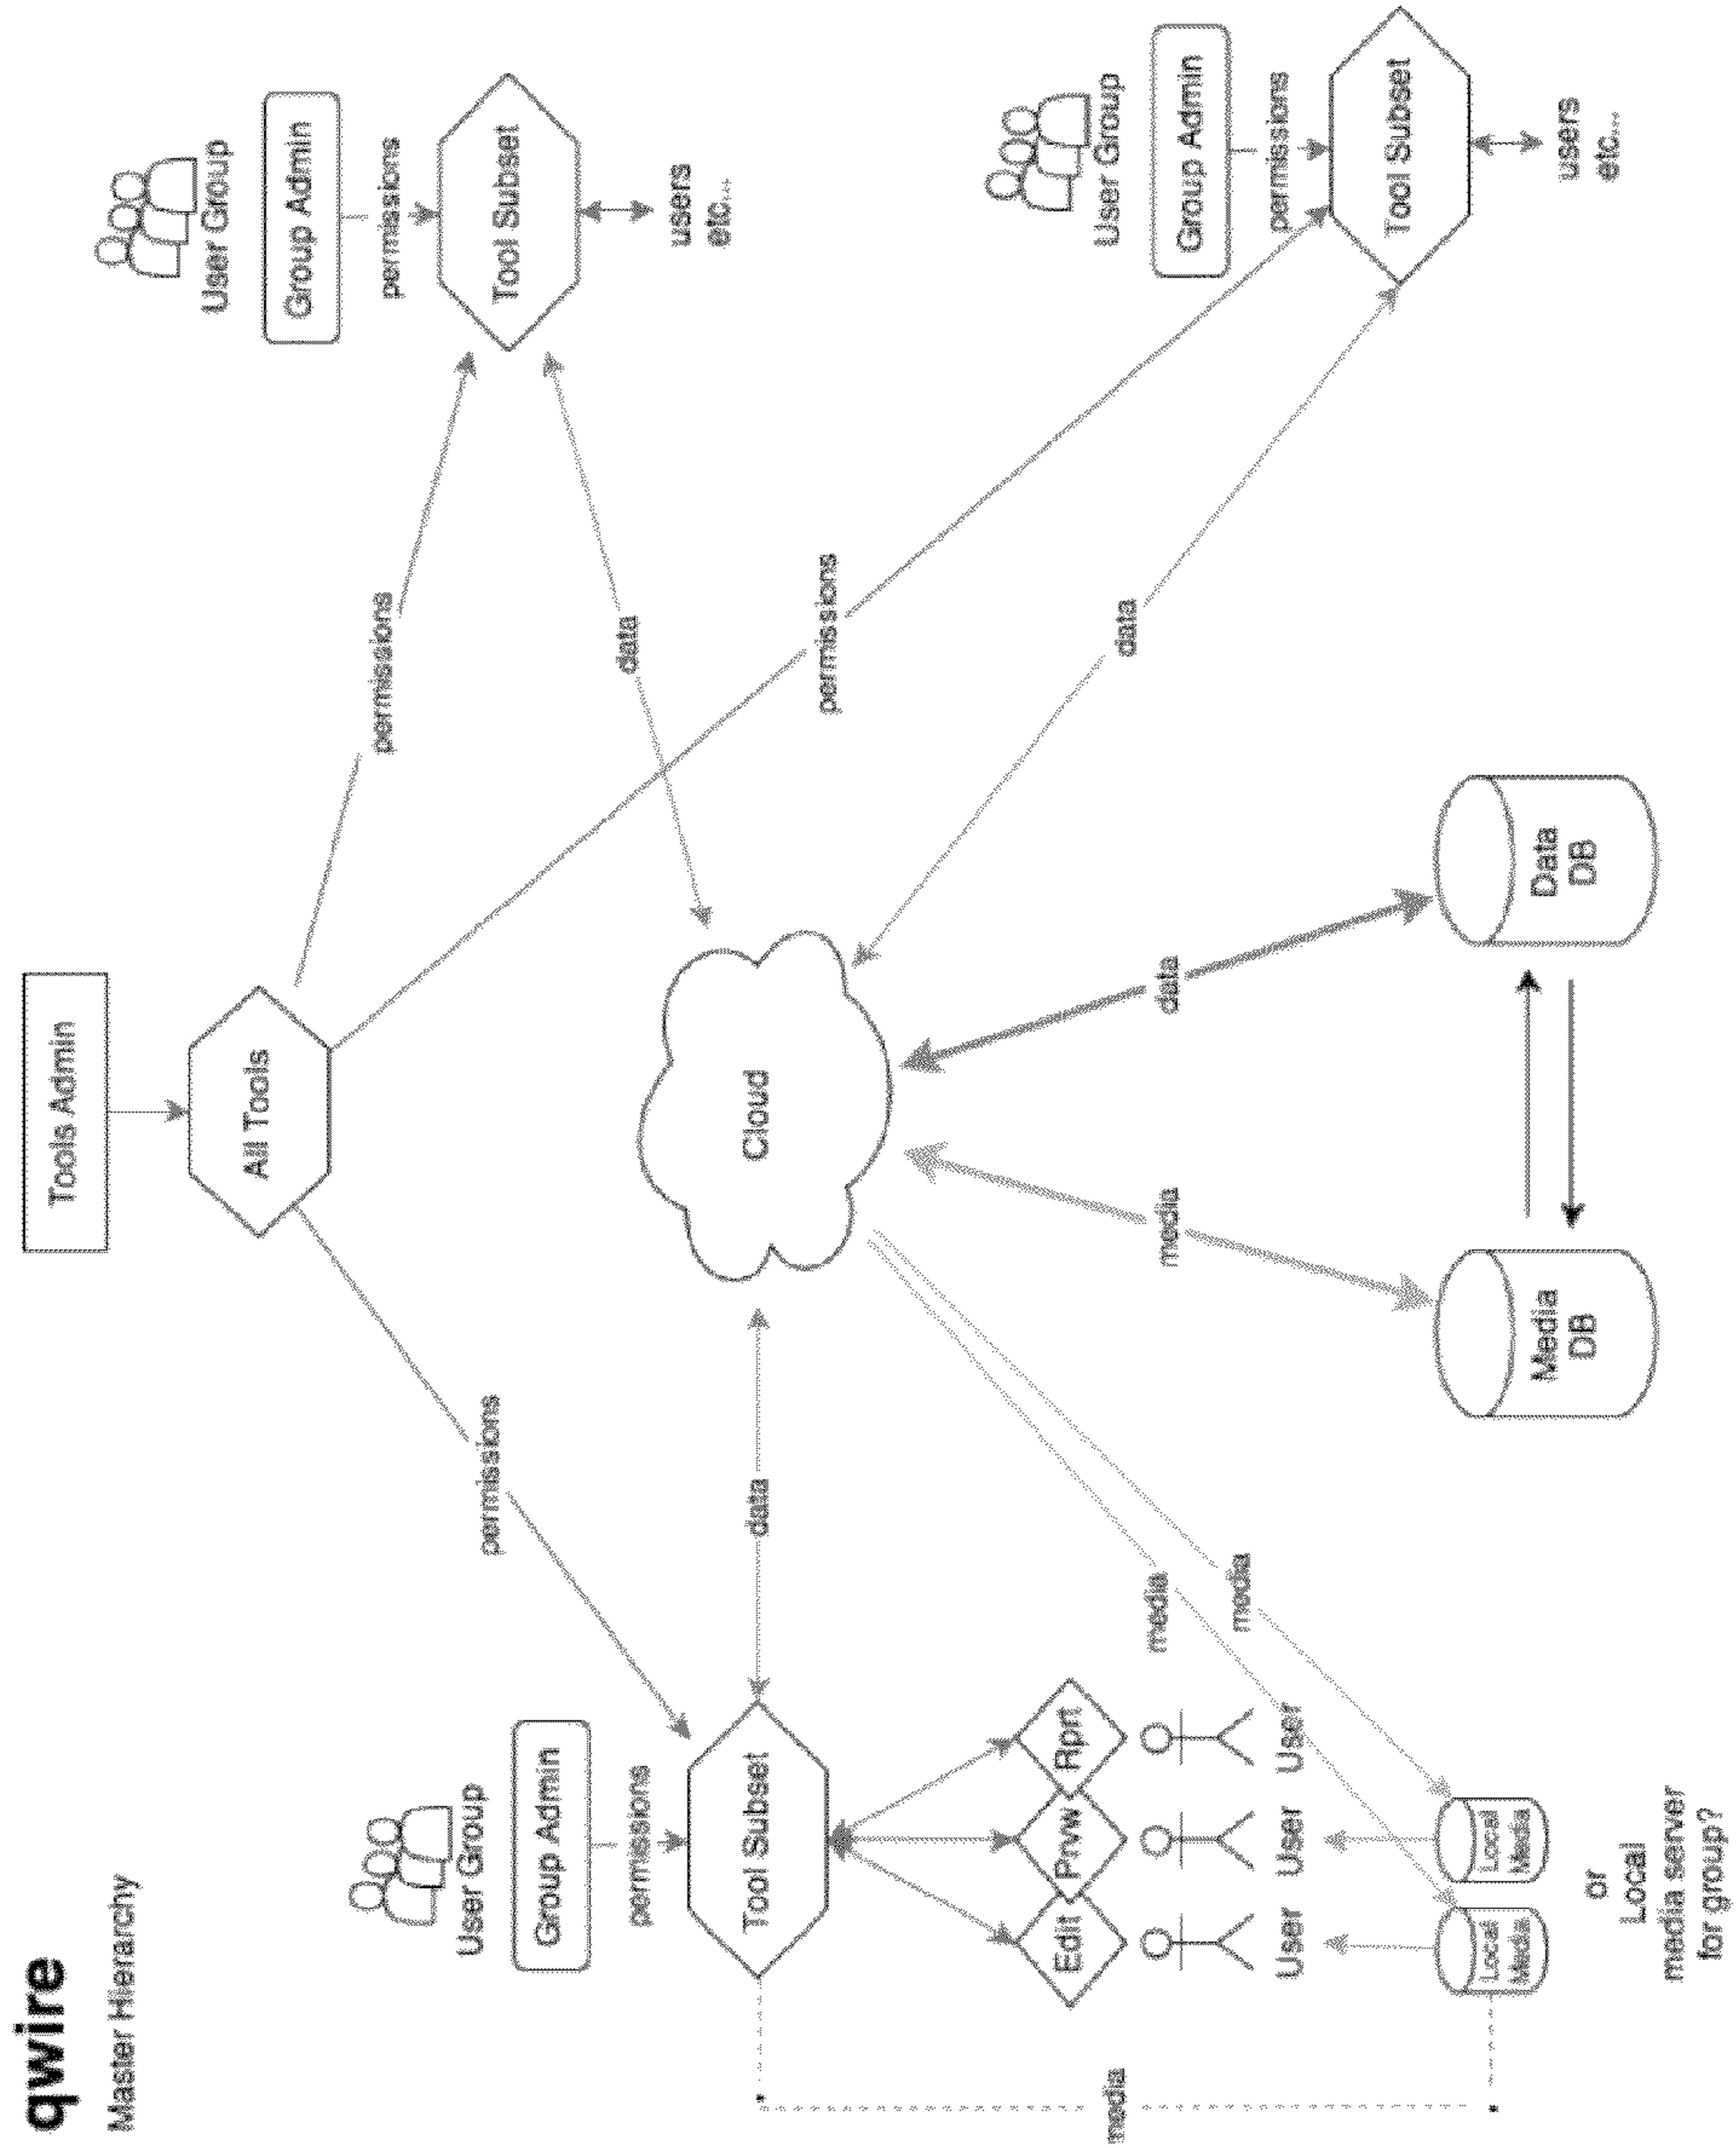 qwire
Master Hierarchy
Tools Admin
All Tools
permissions
permissions
permissions
User Group
Group Admin
permissions
Tool Subset
data
Edit
Prvw
Rprt
User
User
User
Local
Media
Local
Media
or
Local
media server
for group?
media
media
media
Cloud
data
data
media
data
Media
DB
Data
DB
User Group
Group Admin
permissions
Tool Subset
users
etc...
User Group
Group Admin
permissions
Tool Subset
users
etc...